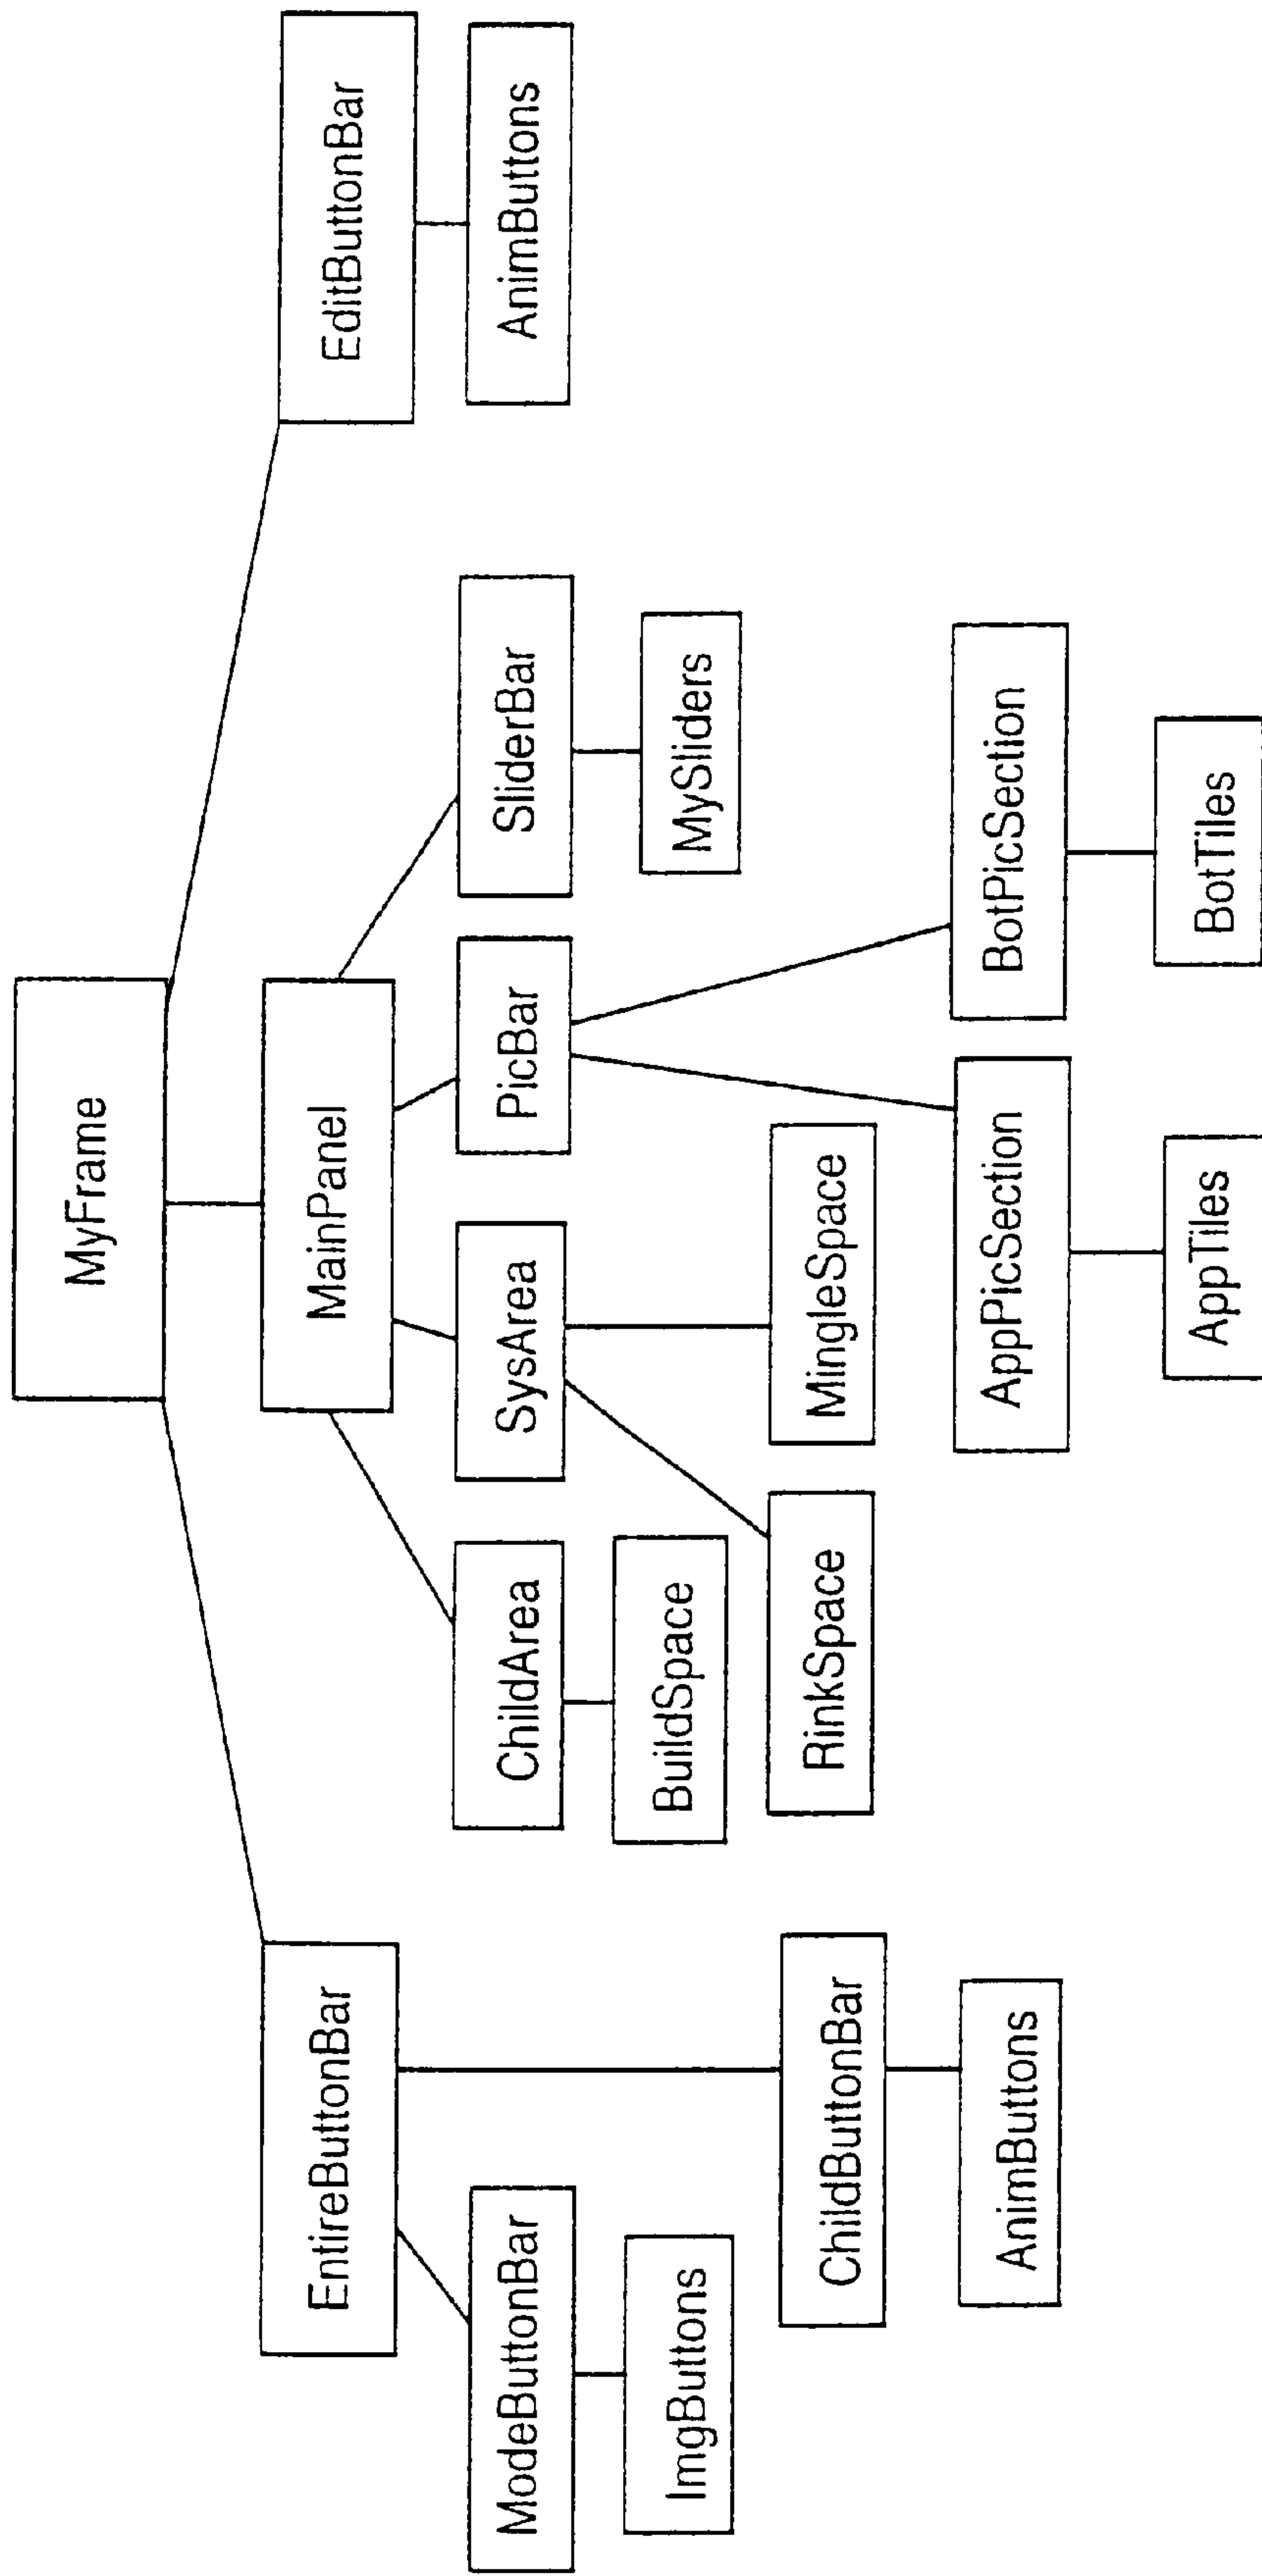 MyFrame
EntireButtonBar
MainPanel
EditButtonBar
ModeButtonBar
ChildArea
SysArea
PicBar
SliderBar
AnimButtons
ImgButtons
BuildSpace
MySliders
ChildButtonBar
RinkSpace
MingleSpace
AnimButtons
AppPicSection
BotPicSection
AppTiles
BotTiles